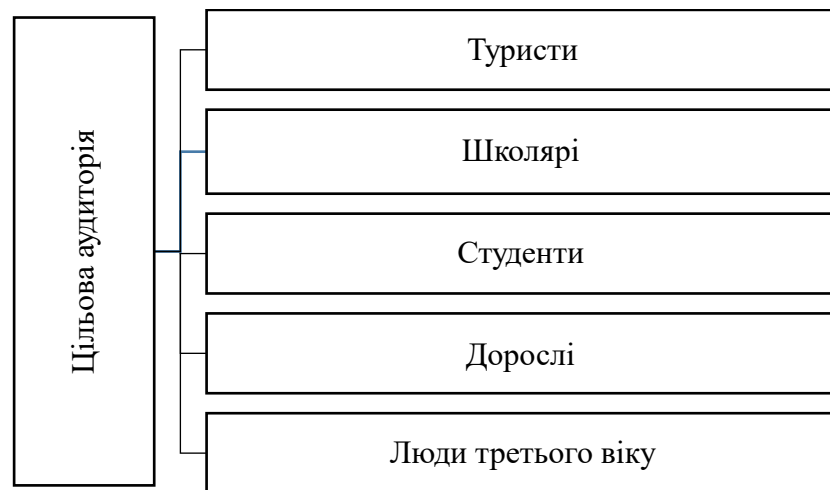 Цільова аудиторія
Туристи
Школярі
Студенти
Дорослі
Люди третього віку